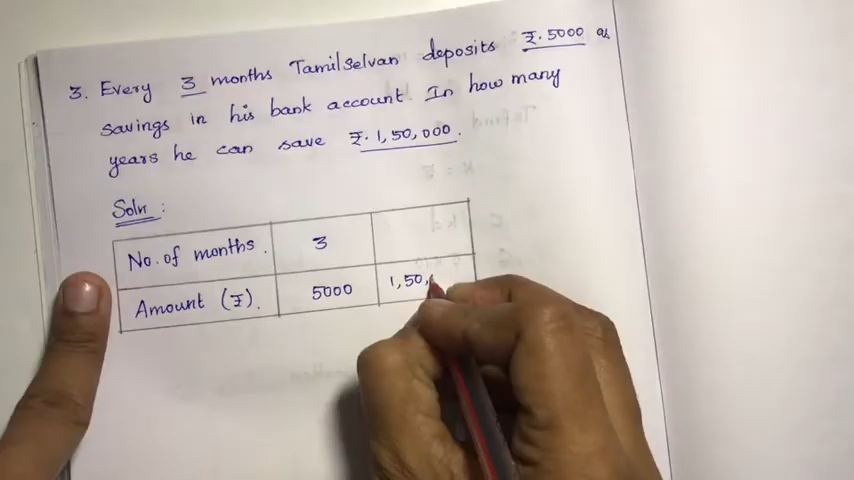 3. Every 3 months Tamilselvan deposits ₹. 5000 as
savings in his bank account. In how many
years he can save ₹. 1,50,000.
Soln :
No. of months. 3
Amount (₹). 5000 1,50,